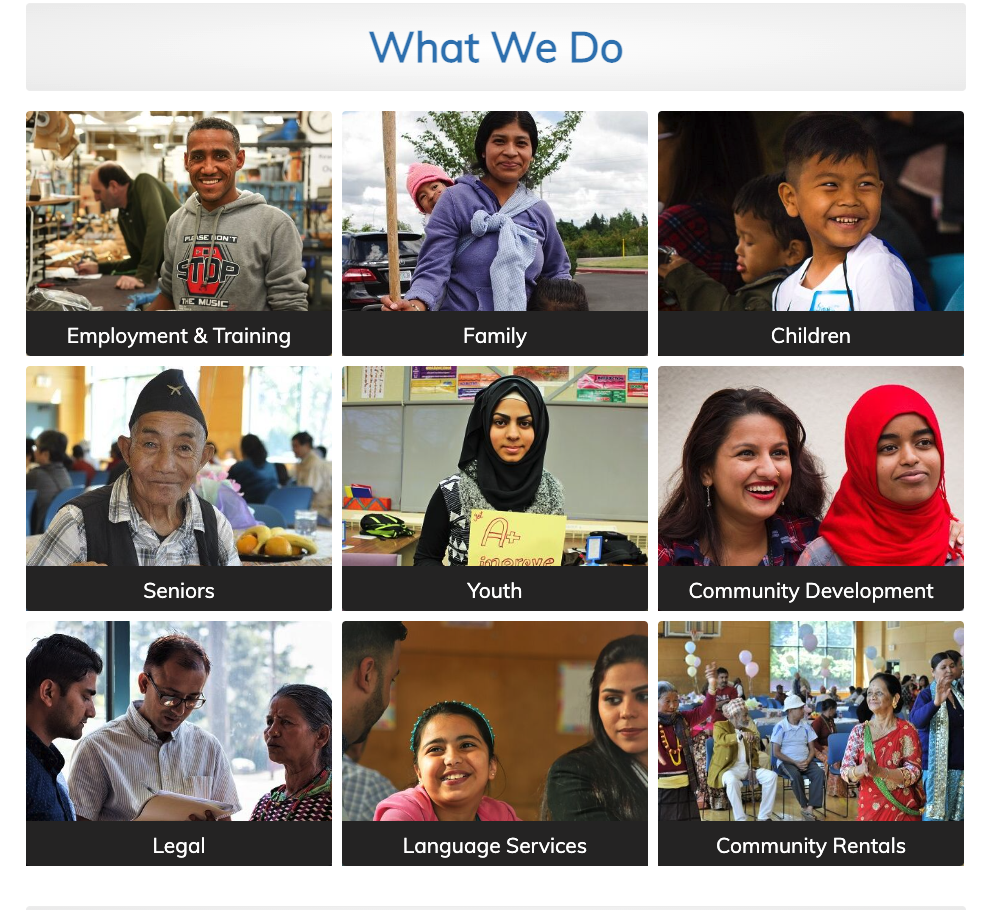 What We Do
PLEASE DON'T
STOP
THE MUSIC
Employment & Training
Family
Children
Seniors
A+
improve
Youth
Community Development
Legal
Language Services
Community Rentals